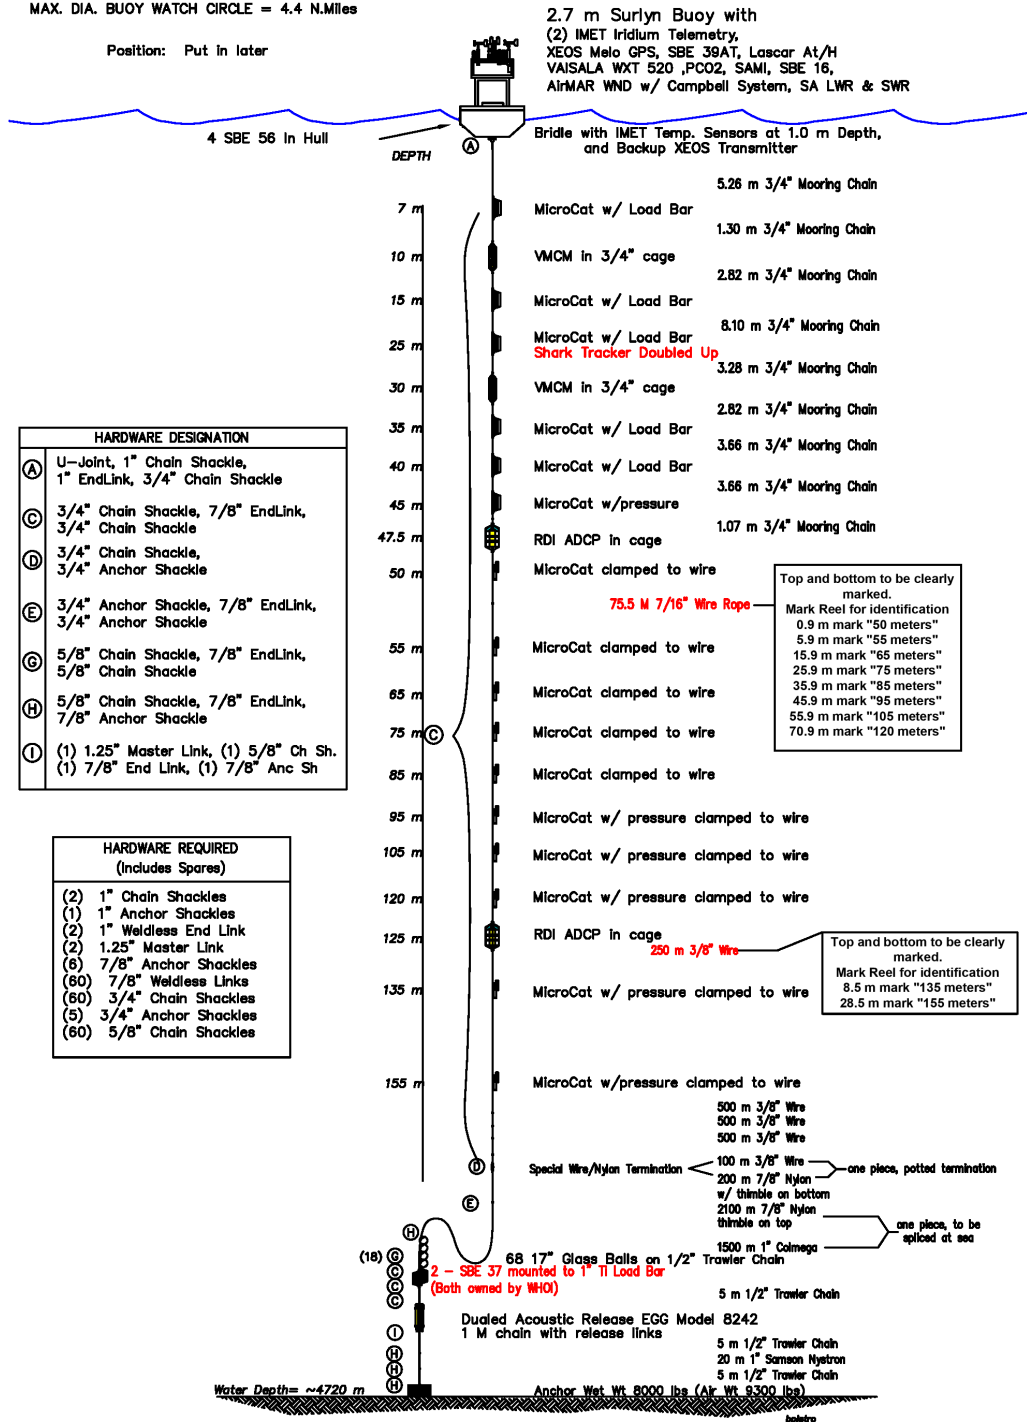 MAX. DIA. BUOY WATCH CIRCLE = 4.4 N.Miles
Position: Put in later
2.7 m Surlyn Buoy with
(2) IMET Iridium Telemetry,
XEOS Melo GPS, SBE 39AT, Lascar At/H
VAISALA WXT 520 ,PCO2, SAMI, SBE 16,
AirMAR WND w/ Campbell System, SA LWR & SWR
4 SBE 56 In Hull
Bridle with IMET Temp. Sensors at 1.0 m Depth,
and Backup XEOS Transmitter
DEPTH
A
5.26 m 3/4" Mooring Chain
7 m
MicroCat w/ Load Bar
1.30 m 3/4" Mooring Chain
10 m
VMCM in 3/4" cage
2.82 m 3/4" Mooring Chain
15 m
MicroCat w/ Load Bar
8.10 m 3/4" Mooring Chain
25 m
MicroCat w/ Load Bar
Shark Tracker Doubled Up
3.28 m 3/4" Mooring Chain
30 m
VMCM in 3/4" cage
2.82 m 3/4" Mooring Chain
35 m
MicroCat w/ Load Bar
3.66 m 3/4" Mooring Chain
40 m
MicroCat w/ Load Bar
3.66 m 3/4" Mooring Chain
45 m
MicroCat w/pressure
1.07 m 3/4" Mooring Chain
47.5 m
RDI ADCP in cage
50 m
MicroCat clamped to wire
75.5 M 7/16" Wire Rope
Top and bottom to be clearly
marked.
Mark Reel for identification
0.9 m mark "50 meters"
5.9 m mark "55 meters"
15.9 m mark "65 meters"
25.9 m mark "75 meters"
35.9 m mark "85 meters"
45.9 m mark "95 meters"
55.9 m mark "105 meters"
70.9 m mark "120 meters"
55 m
MicroCat clamped to wire
65 m
MicroCat clamped to wire
75 m
C
MicroCat clamped to wire
85 m
MicroCat clamped to wire
95 m
MicroCat w/ pressure clamped to wire
105 m
MicroCat w/ pressure clamped to wire
120 m
MicroCat w/ pressure clamped to wire
125 m
RDI ADCP in cage
250 m 3/8" Wire
Top and bottom to be clearly
marked.
Mark Reel for identification
8.5 m mark "135 meters"
28.5 m mark "155 meters"
135 m
MicroCat w/ pressure clamped to wire
155 m
MicroCat w/pressure clamped to wire
HARDWARE DESIGNATION
A U-Joint, 1" Chain Shackle,
1" EndLink, 3/4" Chain Shackle
C 3/4" Chain Shackle, 7/8" EndLink,
3/4" Chain Shackle
D 3/4" Chain Shackle,
3/4" Anchor Shackle
E 3/4" Anchor Shackle, 7/8" EndLink,
3/4" Anchor Shackle
G 5/8" Chain Shackle, 7/8" EndLink,
5/8" Chain Shackle
H 5/8" Chain Shackle, 7/8" EndLink,
7/8" Anchor Shackle
I (1) 1.25" Master Link, (1) 5/8" Ch Sh.
(1) 7/8" End Link, (1) 7/8" Anc Sh
HARDWARE REQUIRED
(Includes Spares)
(2) 1" Chain Shackles
(1) 1" Anchor Shackles
(2) 1" Weldless End Link
(2) 1.25" Master Link
(6) 7/8" Anchor Shackles
(60) 7/8" Weldless Links
(60) 3/4" Chain Shackles
(5) 3/4" Anchor Shackles
(60) 5/8" Chain Shackles
500 m 3/8" Wire
500 m 3/8" Wire
500 m 3/8" Wire
D
Special Wire/Nylon Termination
100 m 3/8" Wire
200 m 7/8" Nylon
w/ thimble on bottom
one piece, potted termination
E
2100 m 7/8" Nylon
thimble on top
1500 m 1" Colmega
one piece, to be
spliced at sea
H
(18) G
68 17" Glass Balls on 1/2" Trawler Chain
C
2 - SBE 37 mounted to 1" Ti Load Bar
C
(Both owned by WHOI)
C
5 m 1/2" Trawler Chain
Dualed Acoustic Release EGG Model 8242
1 M chain with release links
I
5 m 1/2" Trawler Chain
H
20 m 1" Samson Nystron
H
5 m 1/2" Trawler Chain
H
Water Depth= ~4720 m
Anchor Wet Wt 8000 lbs (Air Wt 9300 lbs)